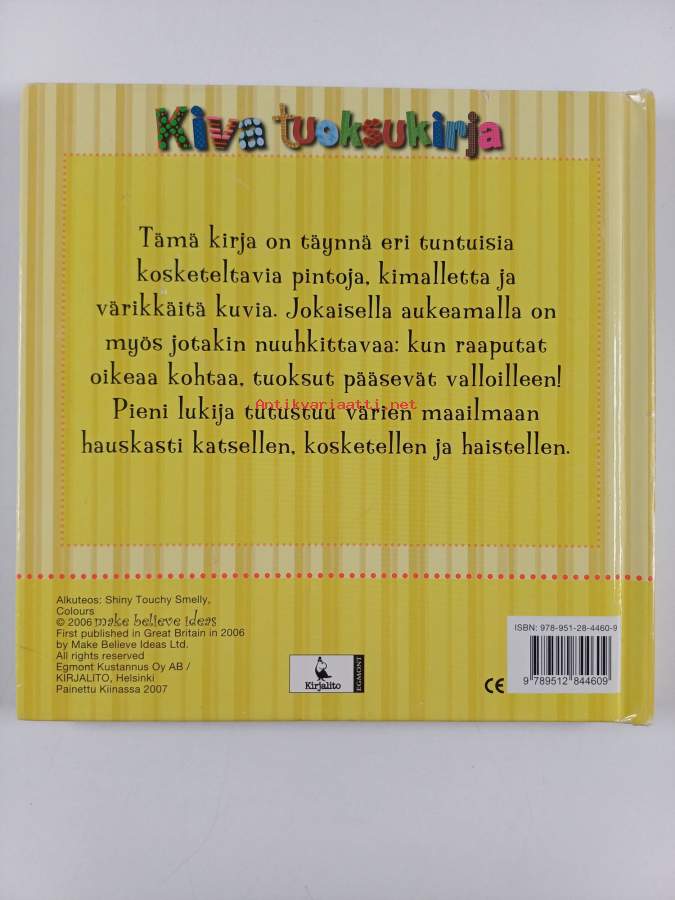 Kiva tuoksukirja
Tämä kirja on täynnä eri tuntuisia
kosketeltavia pintoja, kimalletta ja
värikkäitä kuvia. Jokaisella aukeamalla on
myös jotakin nuuhkittavaa: kun raaputat
oikeaa kohtaa, tuoksut pääsevät valloilleen!
Antikvariaatti.net
Pieni lukija tutustuu värien maailmaan
hauskasti katsellen, kosketellen ja haistellen.
Alkuteos: Shiny Touchy Smelly,
Colours
© 2006 make believe ideas
First published in Great Britain in 2006
by Make Believe Ideas Ltd.
All rights reserved
Egmont Kustannus Oy AB /
KIRJALITO, Helsinki
Painettu Kiinassa 2007
Kirjalito
EGMONT
CE
ISBN: 978-951-28-4460-9
9 789512 844609